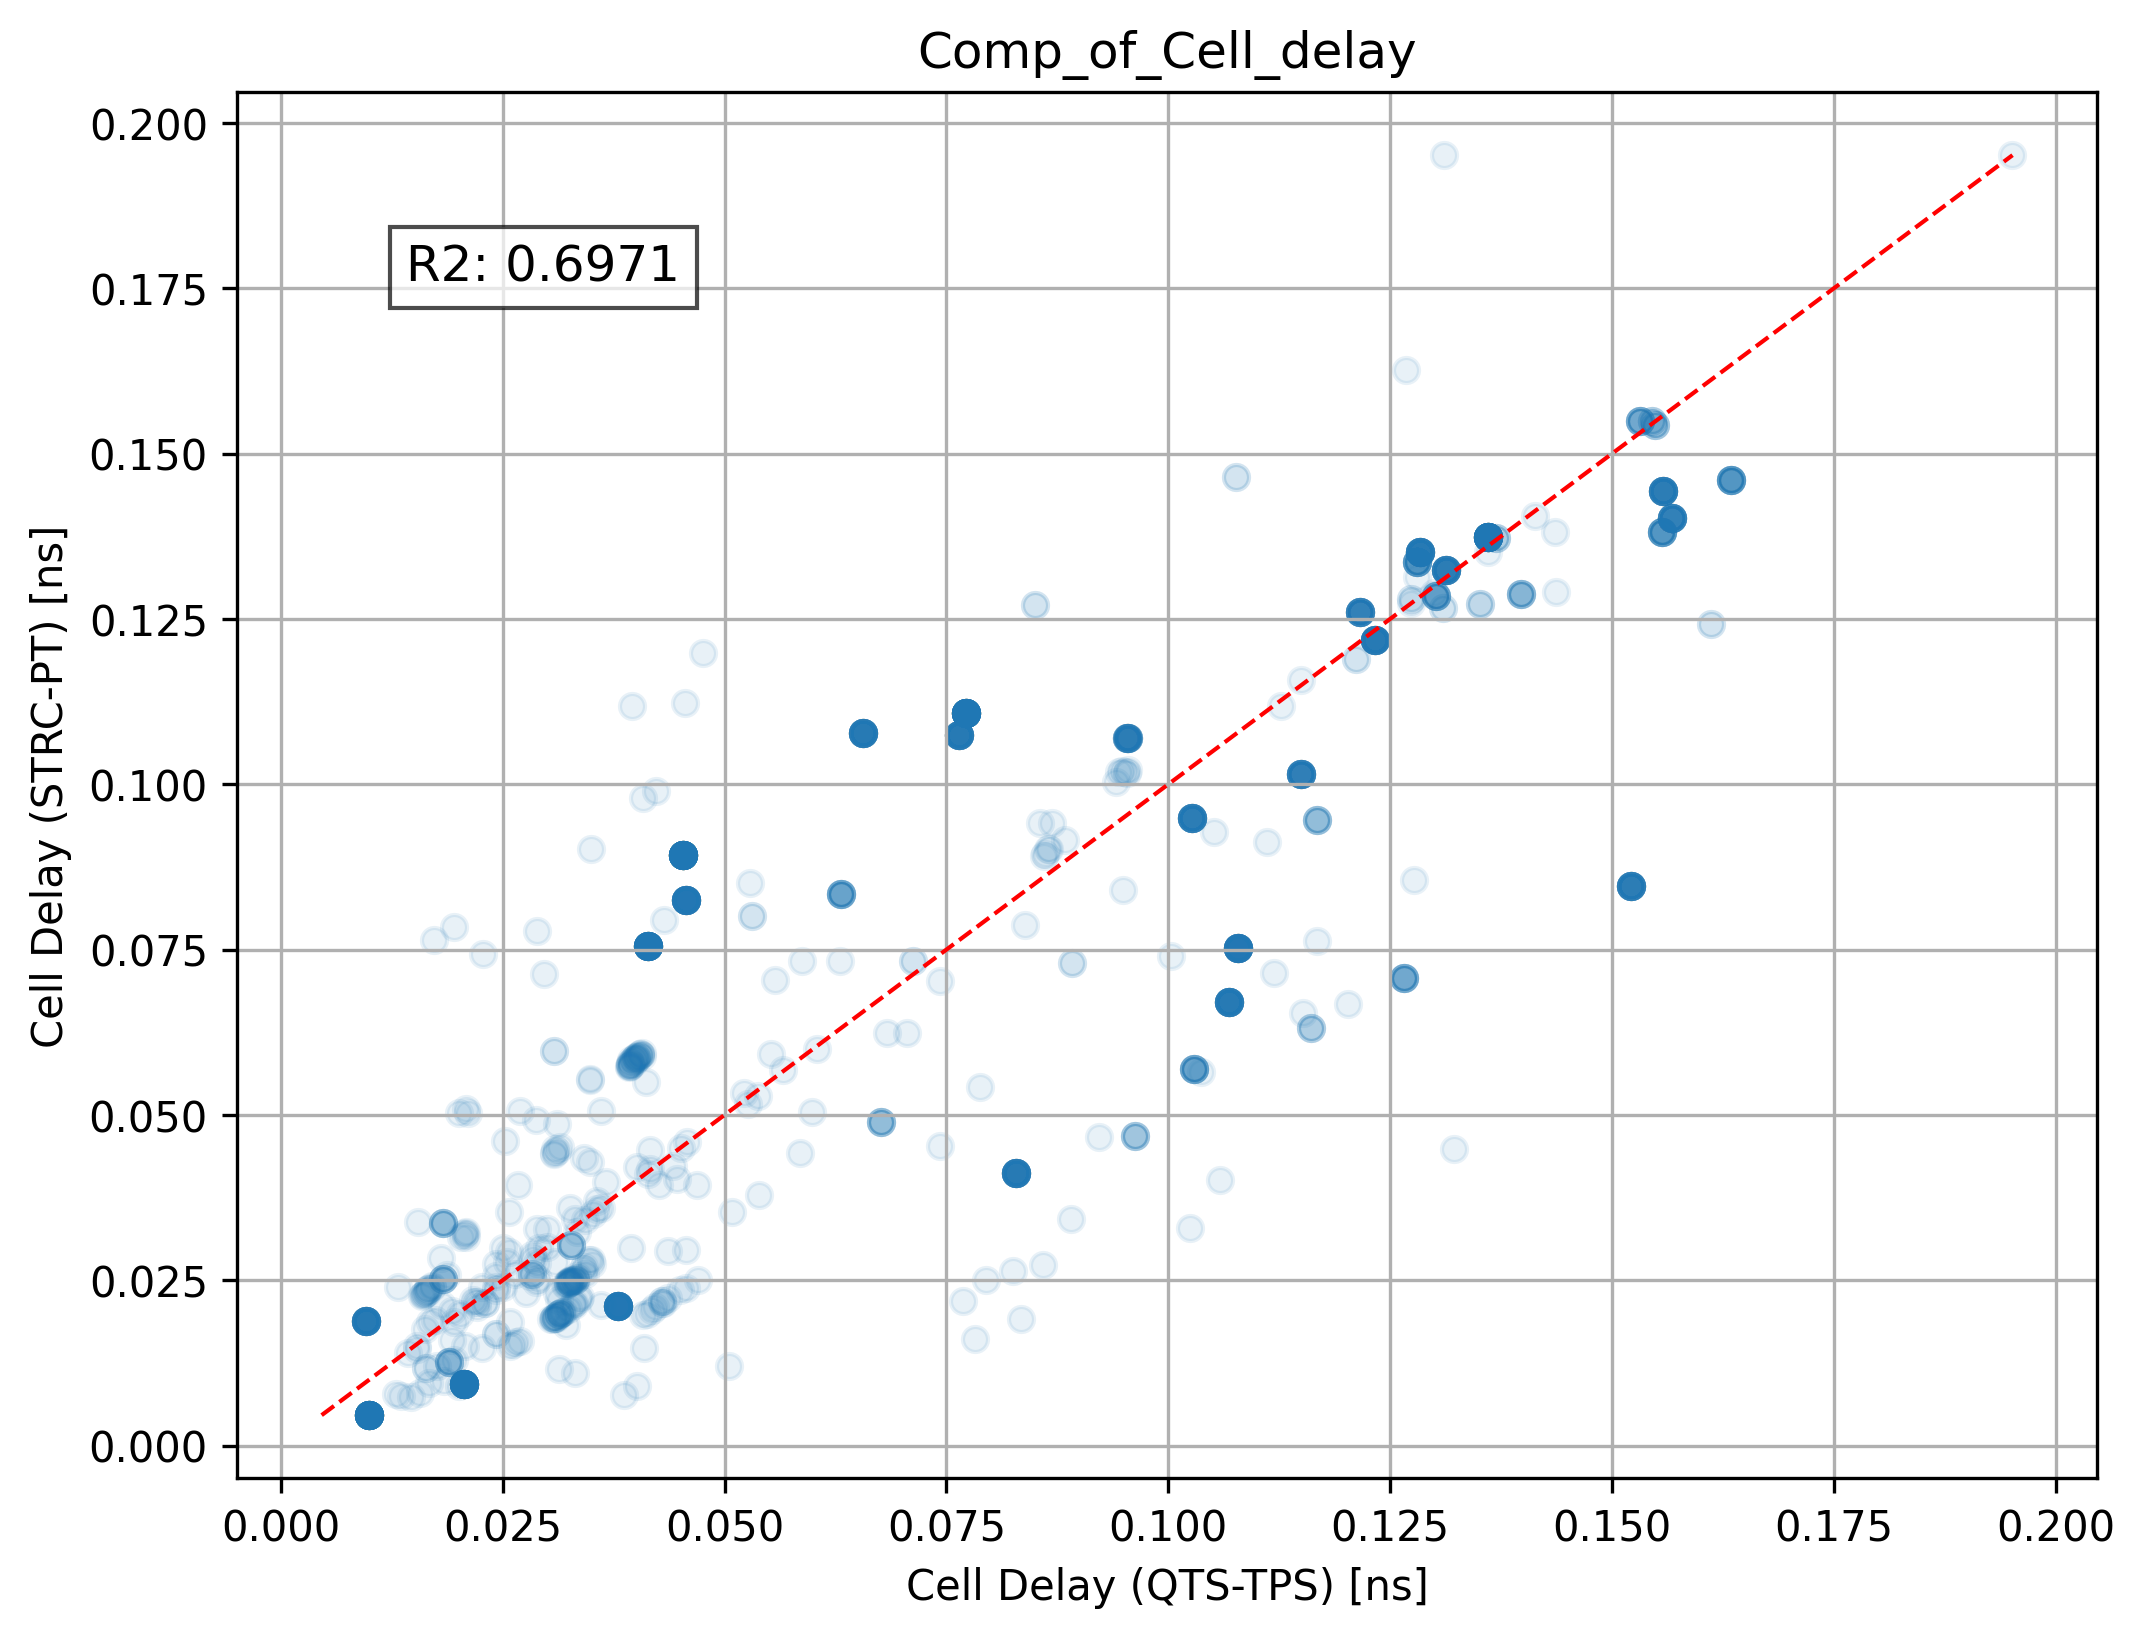 Comp_of_Cell_delay
R2: 0.6971
Cell Delay (STRC-PT) [ns]
0.200
0.175
0.150
0.125
0.100
0.075
0.050
0.025
0.000
0.000 0.025 0.050 0.075 0.100 0.125 0.150 0.175 0.200
Cell Delay (QTS-TPS) [ns]